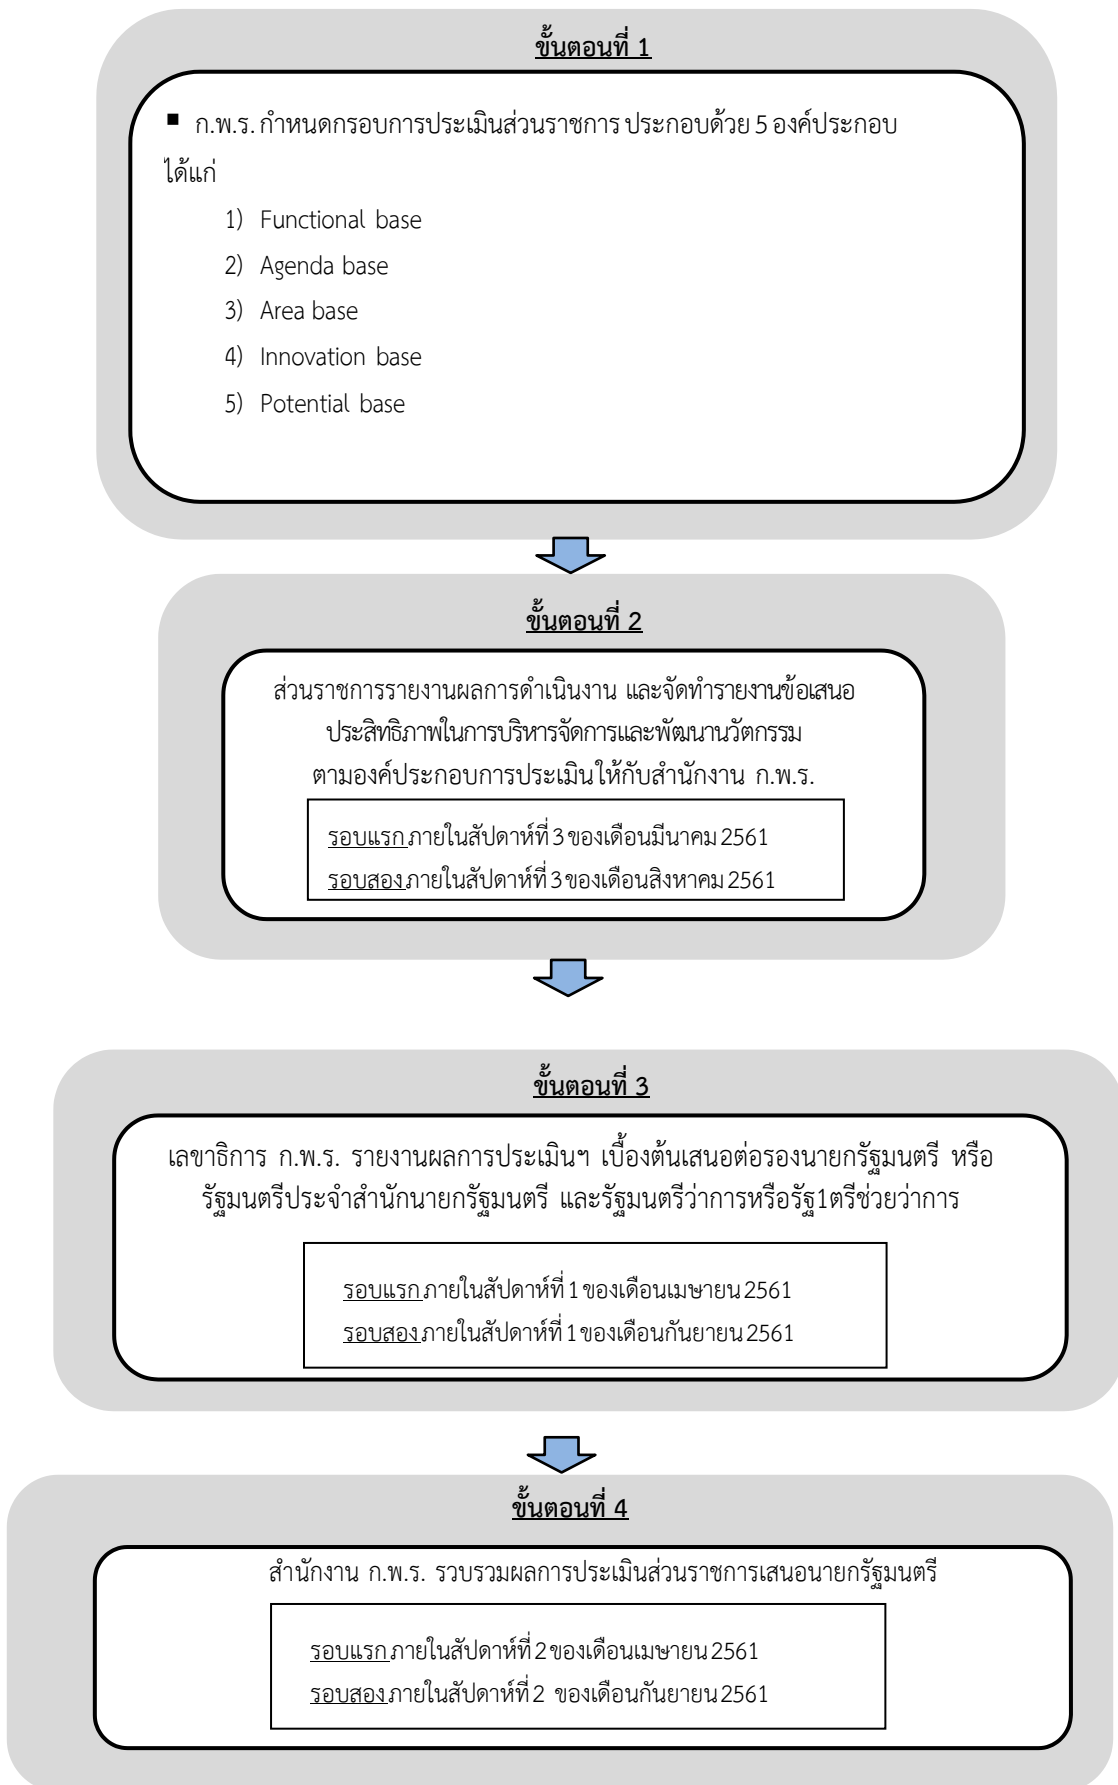 ขั้นตอนที่ 1
▪ ก.พ.ร. กำหนดกรอบการประเมินส่วนราชการ ประกอบด้วย 5 องค์ประกอบ
ได้แก่
1) Functional base
2) Agenda base
3) Area base
4) Innovation base
5) Potential base
ขั้นตอนที่ 2
ส่วนราชการรายงานผลการดำเนินงาน และจัดทำรายงานข้อเสนอ
ประสิทธิภาพในการบริหารจัดการและพัฒนานวัตกรรม
ตามองค์ประกอบการประเมินให้กับสำนักงาน ก.พ.ร.
รอบแรก ภายในสัปดาห์ที่ 3 ของเดือนมีนาคม 2561
รอบสอง ภายในสัปดาห์ที่ 3 ของเดือนสิงหาคม 2561
ขั้นตอนที่ 3
เลขาธิการ ก.พ.ร. รายงานผลการประเมินฯ เบื้องต้นเสนอต่อรองนายกรัฐมนตรี หรือ
รัฐมนตรีประจำสำนักนายกรัฐมนตรี และรัฐมนตรีว่าการหรือรัฐ1ตรีช่วยว่าการ
รอบแรก ภายในสัปดาห์ที่ 1 ของเดือนเมษายน 2561
รอบสอง ภายในสัปดาห์ที่ 1 ของเดือนกันยายน 2561
ขั้นตอนที่ 4
สำนักงาน ก.พ.ร. รวบรวมผลการประเมินส่วนราชการเสนอนายกรัฐมนตรี
รอบแรก ภายในสัปดาห์ที่ 2 ของเดือนเมษายน 2561
รอบสอง ภายในสัปดาห์ที่ 2 ของเดือนกันยายน 2561